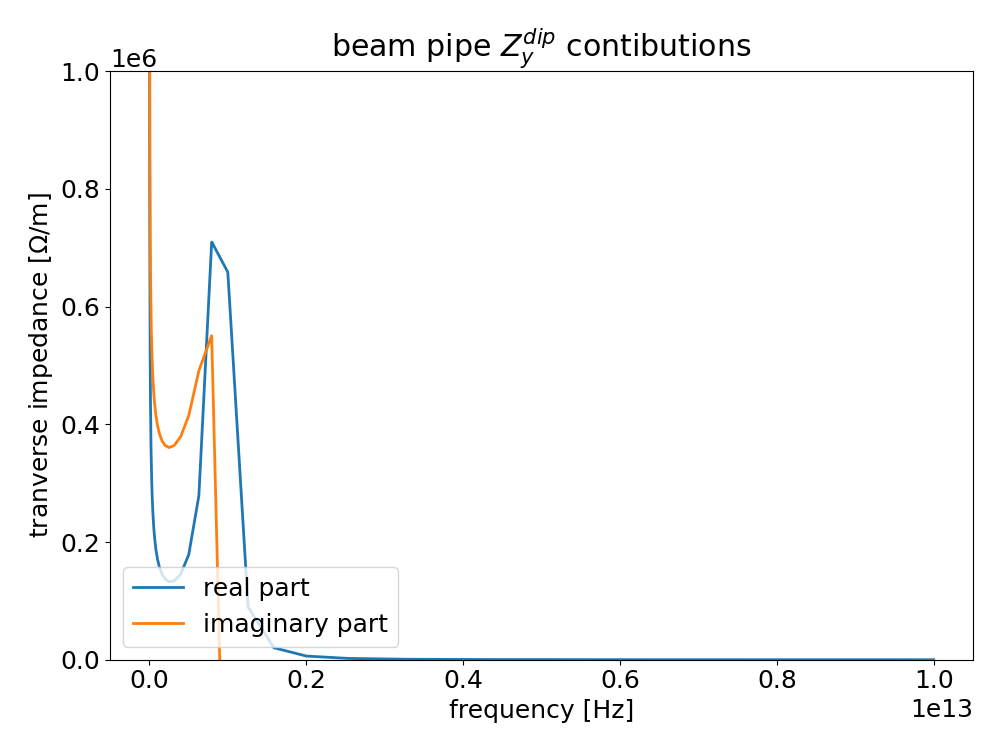 beam pipe $Z_y^{dip}$ contibutions
1e6
1.0
0.8
0.6
0.4
0.2
0.0
tranverse impedance [Ω/m]
real part
imaginary part
0.0 0.2 0.4 0.6 0.8 1.0
1e13
frequency [Hz]